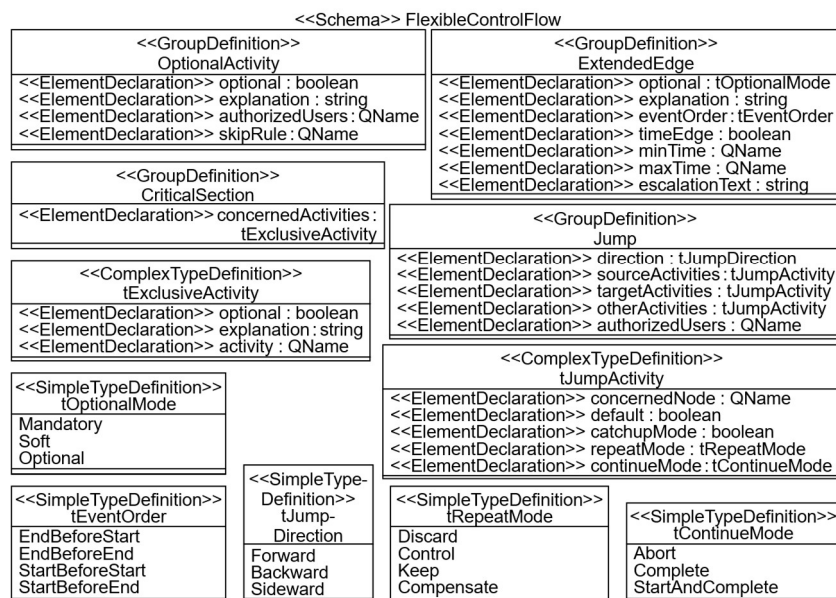 <<Schema>> FlexibleControlFlow
<<GroupDefinition>>
OptionalActivity
<<ElementDeclaration>> optional : boolean
<<ElementDeclaration>> explanation : string
<<ElementDeclaration>> authorizedUsers : QName
<<ElementDeclaration>> skipRule : QName
<<GroupDefinition>>
ExtendedEdge
<<ElementDeclaration>> optional : tOptionalMode
<<ElementDeclaration>> explanation : string
<<ElementDeclaration>> eventOrder : tEventOrder
<<ElementDeclaration>> timeEdge : boolean
<<ElementDeclaration>> minTime : QName
<<ElementDeclaration>> maxTime : QName
<<ElementDeclaration>> escalationText : string
<<GroupDefinition>>
CriticalSection
<<ElementDeclaration>> concernedActivities :
tExclusiveActivity
<<GroupDefinition>>
Jump
<<ElementDeclaration>> direction : tJumpDirection
<<ElementDeclaration>> sourceActivities : tJumpActivity
<<ElementDeclaration>> targetActivities : tJumpActivity
<<ElementDeclaration>> otherActivities : tJumpActivity
<<ElementDeclaration>> authorizedUsers : QName
<<ComplexTypeDefinition>>
tExclusiveActivity
<<ElementDeclaration>> optional : boolean
<<ElementDeclaration>> explanation : string
<<ElementDeclaration>> activity : QName
<<ComplexTypeDefinition>>
tJumpActivity
<<ElementDeclaration>> concernedNode : QName
<<ElementDeclaration>> default : boolean
<<ElementDeclaration>> catchupMode : boolean
<<ElementDeclaration>> repeatMode : tRepeatMode
<<ElementDeclaration>> continueMode : tContinueMode
<<SimpleTypeDefinition>>
tOptionalMode
Mandatory
Soft
Optional
<<SimpleTypeDefinition>>
tEventOrder
EndBeforeStart
EndBeforeEnd
StartBeforeStart
StartBeforeEnd
<<SimpleType-
Definition>>
tJump-
Direction
Forward
Backward
Sideward
<<SimpleTypeDefinition>>
tRepeatMode
Discard
Control
Keep
Compensate
<<SimpleTypeDefinition>>
tContinueMode
Abort
Complete
StartAndComplete